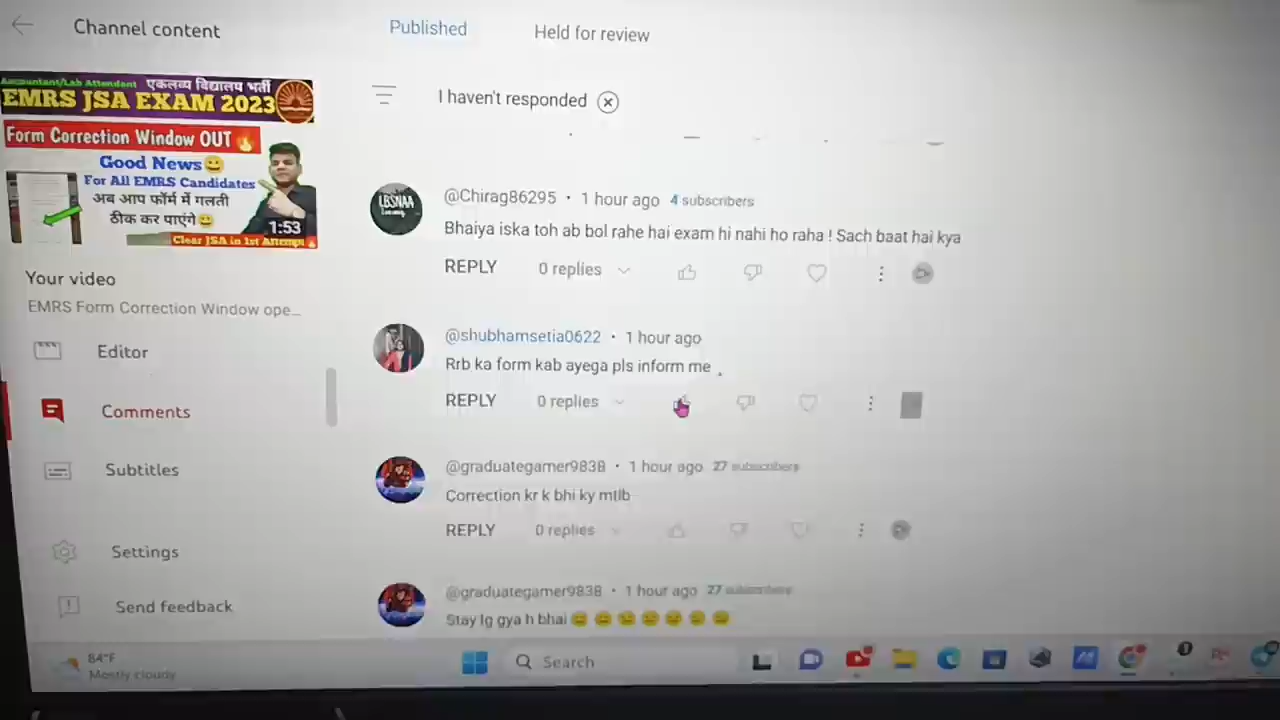 Channel content
Published
Held for review
Accountant/Lab Attendent एकलव्य विद्यालय भर्ती
EMRS JSA EXAM 2023
Form Correction Window OUT
Good News
For All EMRS Candidates
अब आप फॉर्म में गलती
ठीक कर पाएंगे
1:53
Clear JSA in 1st Attempt
Your video
EMRS Form Correction Window ope...
Editor
Comments
Subtitles
Settings
Send feedback
I haven't responded
LBSNAA
@Chirag86295 • 1 hour ago 4 subscribers
Bhaiya iska toh ab bol rahe hai exam hi nahi ho raha ! Sach baat hai kya
REPLY 0 replies
@shubhamsetia0622 • 1 hour ago
Rrb ka form kab ayega pls inform me .
REPLY 0 replies
@graduategamer9838 • 1 hour ago 27 subscribers
Correction kr k bhi ky mtlb
REPLY 0 replies
@graduategamer9838 • 1 hour ago 27 subscribers
Stay lg gya h bhai 😑😑😑😑😑😑😑
84°F
Mostly cloudy
Search